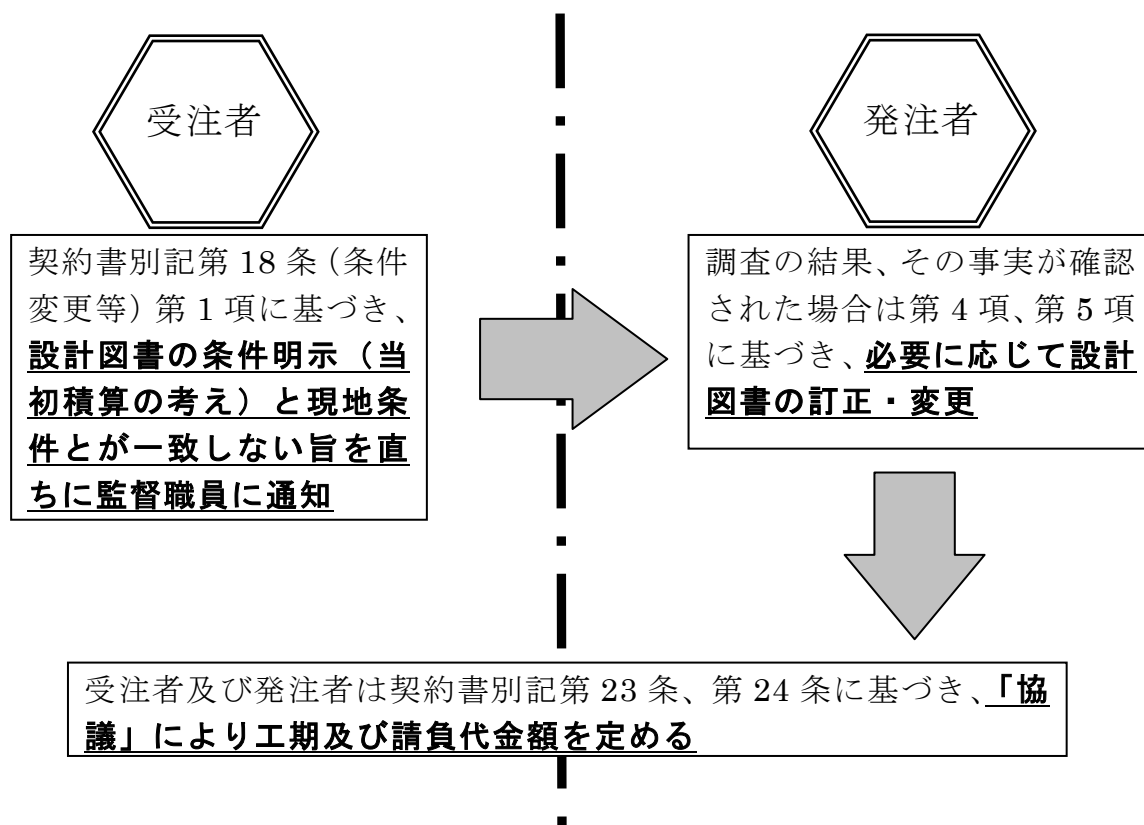 受注者
契約書別記第 18 条（条件
変更等）第 1 項に基づき、
設計図書の条件明示（当
初積算の考え）と現地条
件とが一致しない旨を直
ちに監督職員に通知
発注者
調査の結果、その事実が確認
された場合は第 4 項、第 5 項
に基づき、必要に応じて設計
図書の訂正・変更
受注者及び発注者は契約書別記第 23 条、第 24 条に基づき、「協
議」により工期及び請負代金額を定める